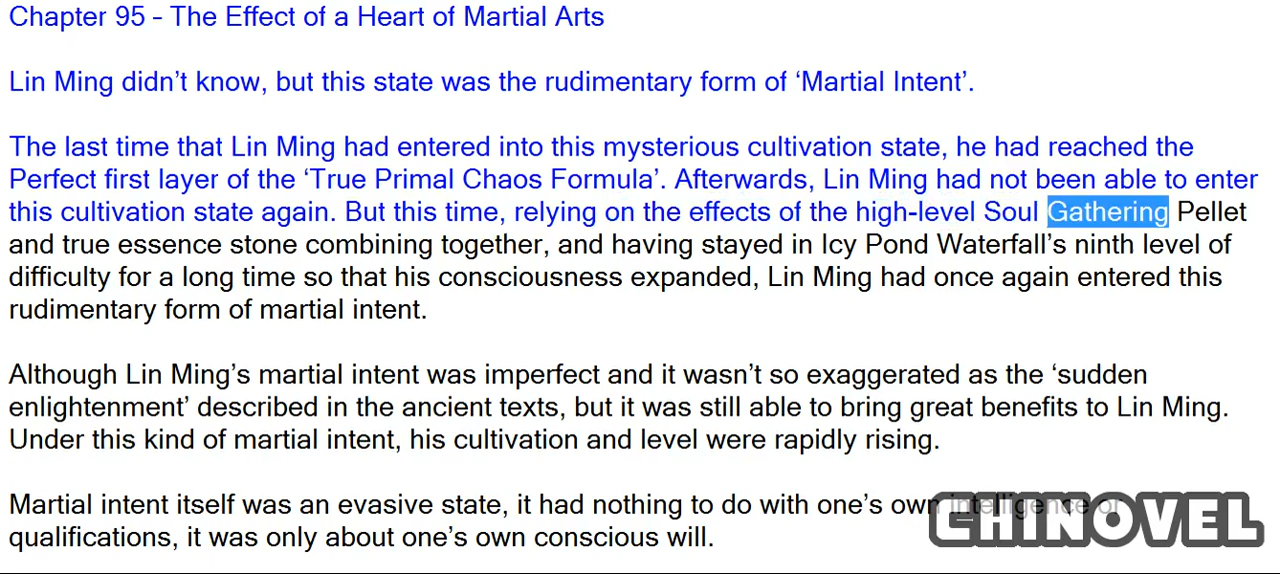 Chapter 95 – The Effect of a Heart of Martial Arts
Lin Ming didn’t know, but this state was the rudimentary form of ‘Martial Intent’.
The last time that Lin Ming had entered into this mysterious cultivation state, he had reached the
Perfect first layer of the ‘True Primal Chaos Formula’. Afterwards, Lin Ming had not been able to enter
this cultivation state again. But this time, relying on the effects of the high-level Soul Gathering Pellet
and true essence stone combining together, and having stayed in Icy Pond Waterfall’s ninth level of
difficulty for a long time so that his consciousness expanded, Lin Ming had once again entered this
rudimentary form of martial intent.
Although Lin Ming’s martial intent was imperfect and it wasn’t so exaggerated as the ‘sudden
enlightenment’ described in the ancient texts, but it was still able to bring great benefits to Lin Ming.
Under this kind of martial intent, his cultivation and level were rapidly rising.
Martial intent itself was an evasive state, it had nothing to do with one’s own intelligence or
qualifications, it was only about one’s own conscious will.
CHINOVEL